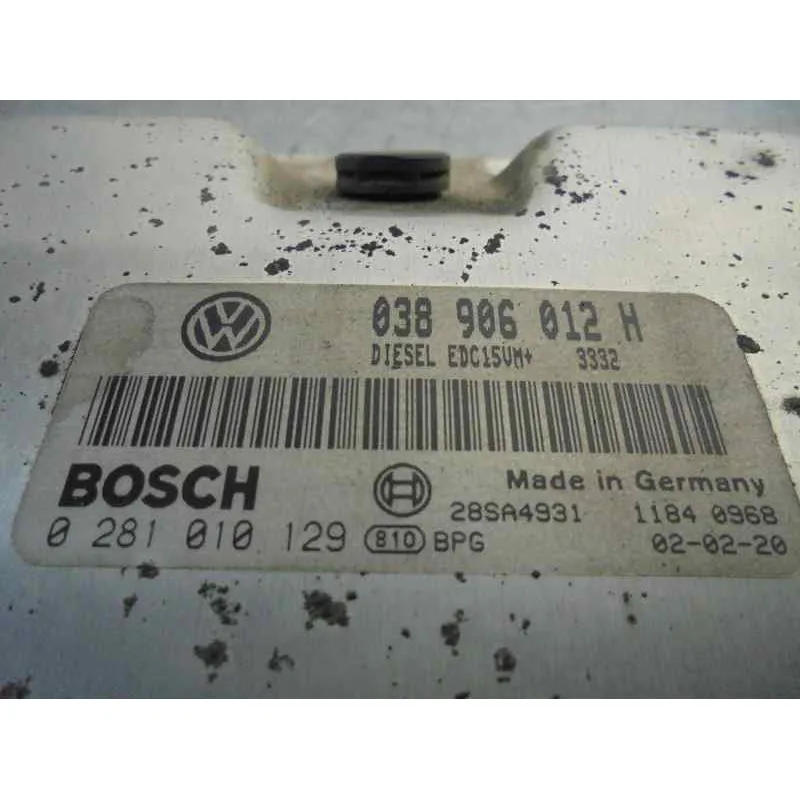 VW 038 906 012 H
DIESEL EDC15VM+ 3332
BOSCH Made in Germany
28SA4931 1184 0968
0 281 010 129 810 BPG 02-02-20